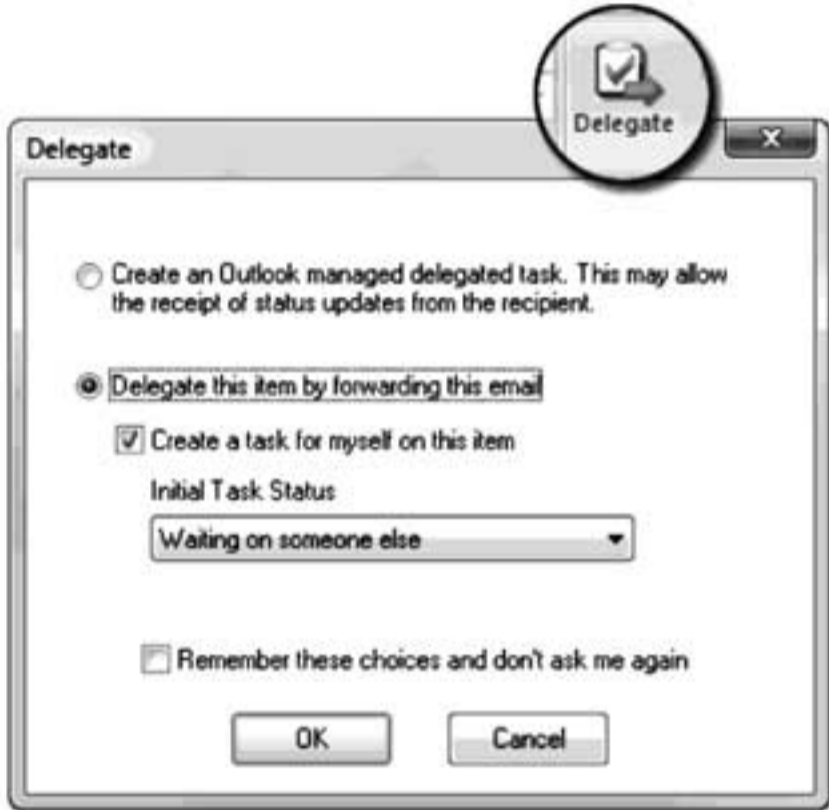 Delegate
Delegate
Create an Outlook managed delegated task. This may allow
the receipt of status updates from the recipient.
Delegate this item by forwarding this email
Create a task for myself on this item
Initial Task Status
Waiting on someone else
Remember these choices and don't ask me again
OK
Cancel